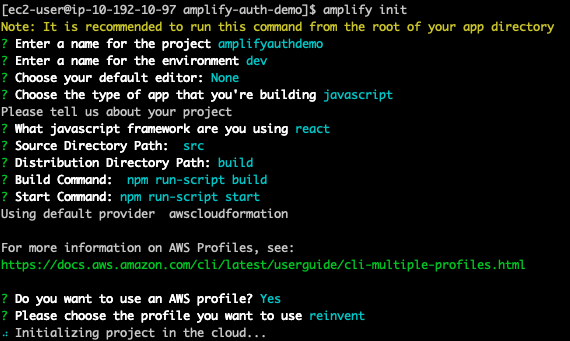 [ec2-user@ip-10-192-10-97 amplify-auth-demo]$ amplify init
Note: It is recommended to run this command from the root of your app directory
? Enter a name for the project amplifyauthdemo
? Enter a name for the environment dev
? Choose your default editor: None
? Choose the type of app that you're building javascript
Please tell us about your project
? What javascript framework are you using react
? Source Directory Path:  src
? Distribution Directory Path: build
? Build Command:  npm run-script build
? Start Command: npm run-script start
Using default provider  awscloudformation
For more information on AWS Profiles, see:
https://docs.aws.amazon.com/cli/latest/userguide/cli-multiple-profiles.html
? Do you want to use an AWS profile? Yes
? Please choose the profile you want to use reinvent
⠴ Initializing project in the cloud...